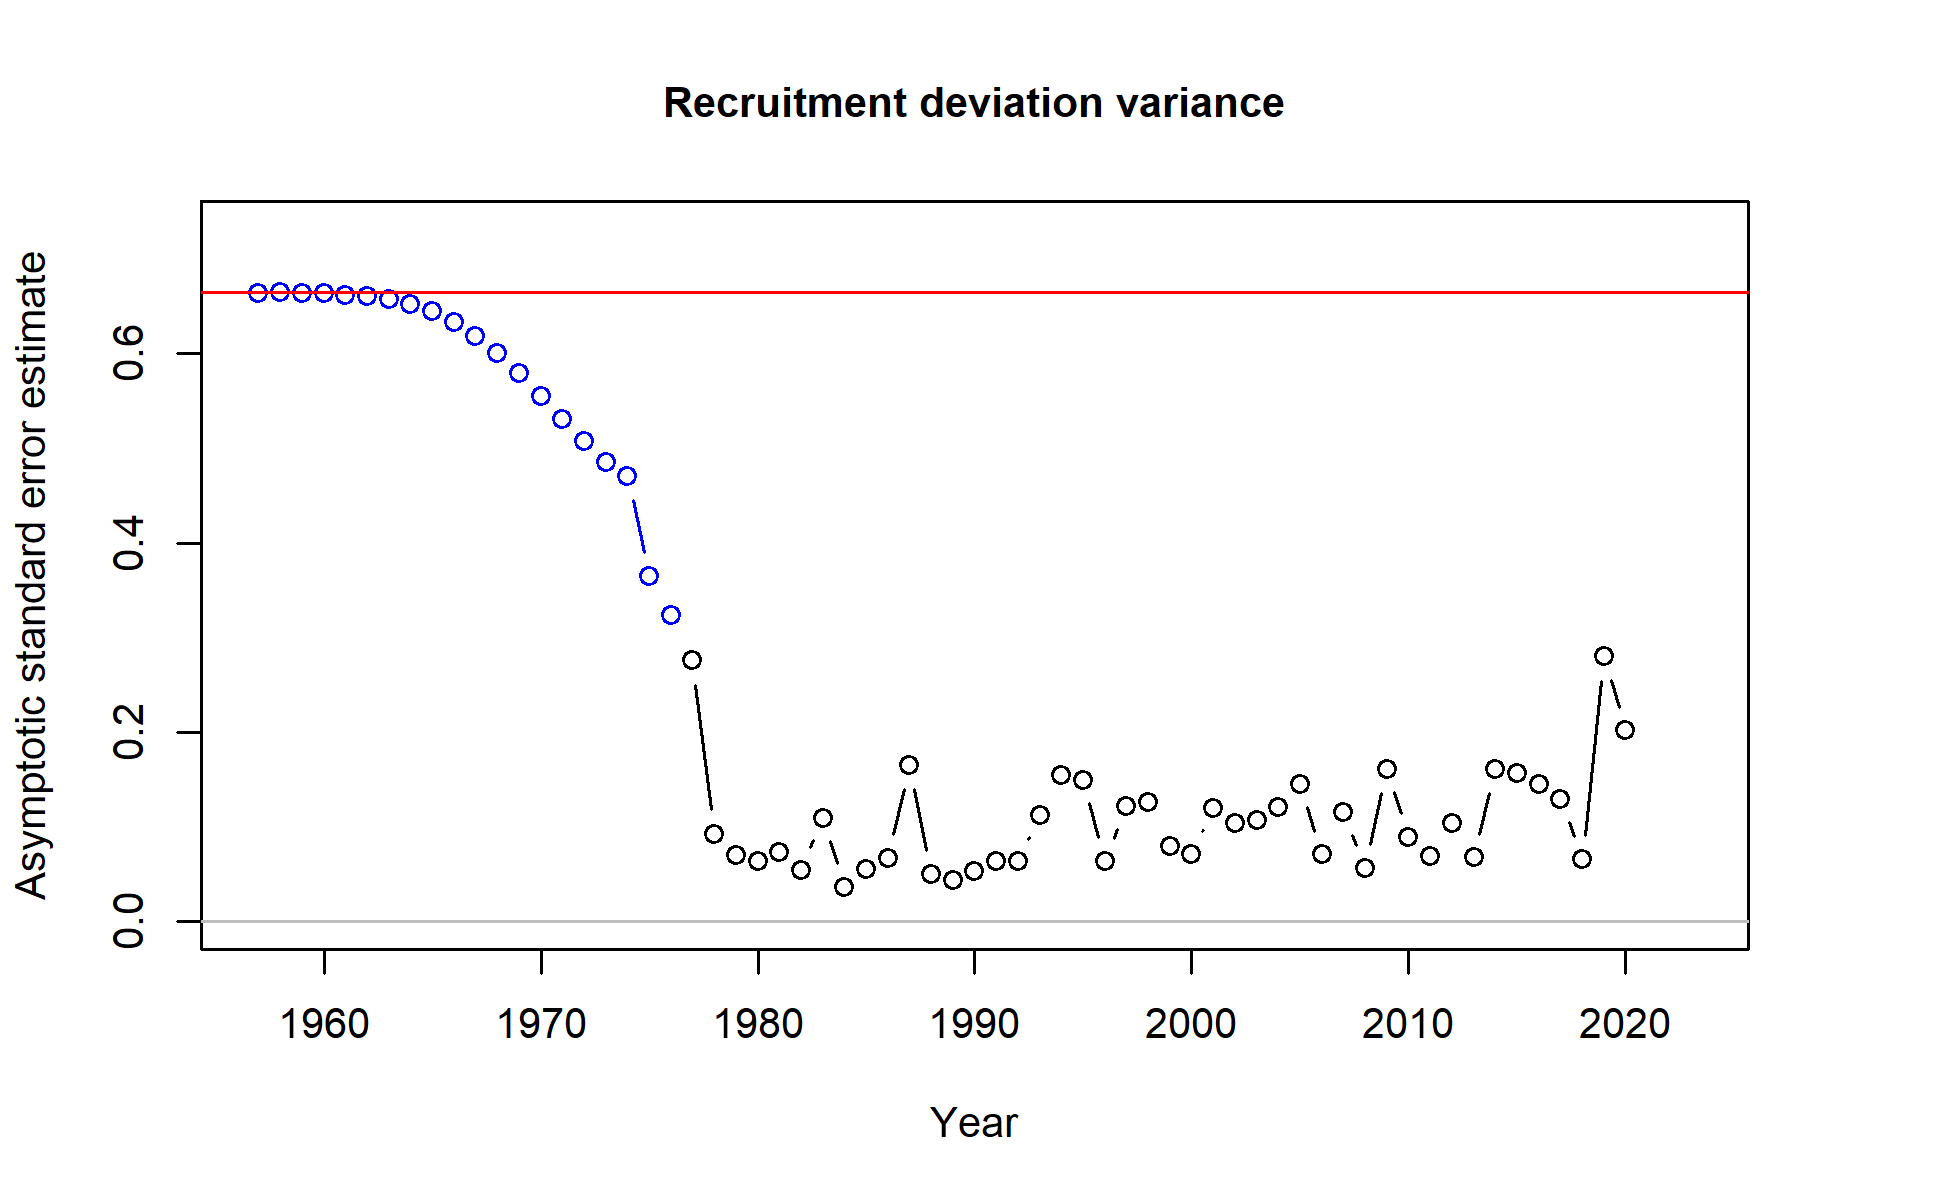 Recruitment deviation variance
Asymptotic standard error estimate
0.6
0.4
0.2
0.0
1960 1970 1980 1990 2000 2010 2020
Year